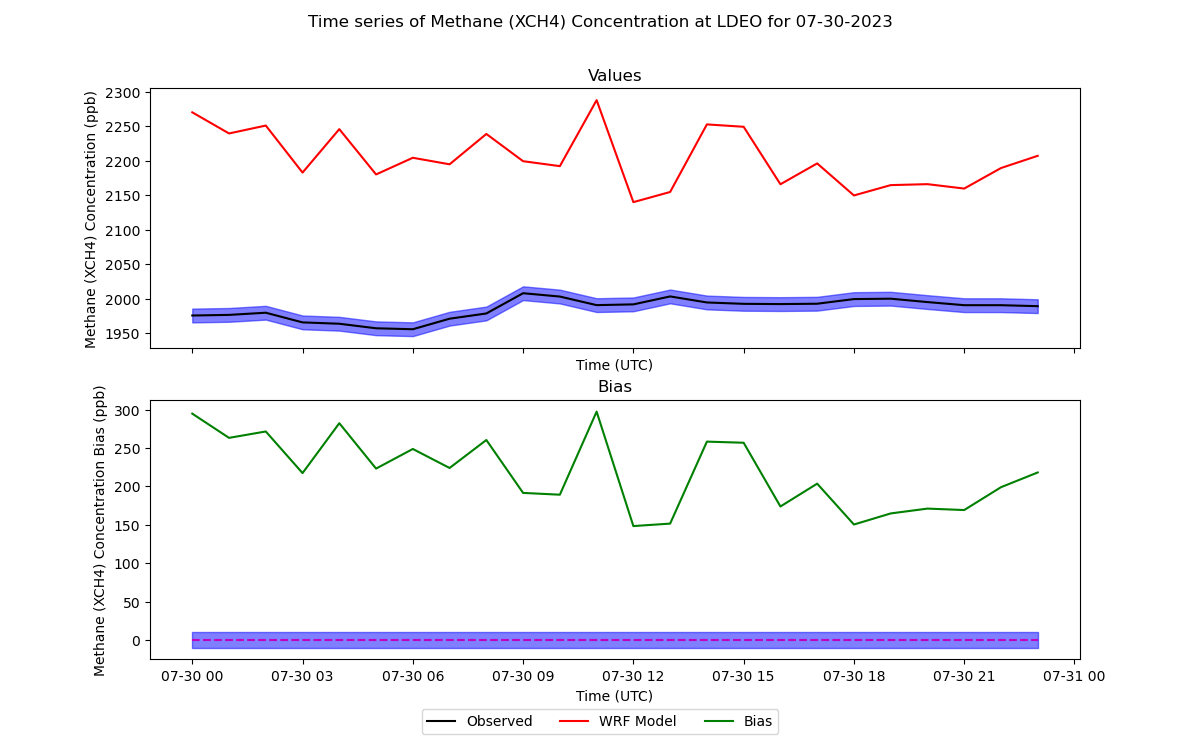 Time series of Methane (XCH4) Concentration at LDEO for 07-30-2023
Values
Methane (XCH4) Concentration (ppb)
2300
2250
2200
2150
2100
2050
2000
1950
Time (UTC)
Bias
Methane (XCH4) Concentration Bias (ppb)
300
250
200
150
100
50
0
07-30 00 07-30 03 07-30 06 07-30 09 07-30 12 07-30 15 07-30 18 07-30 21 07-31 00
Time (UTC)
Observed WRF Model Bias